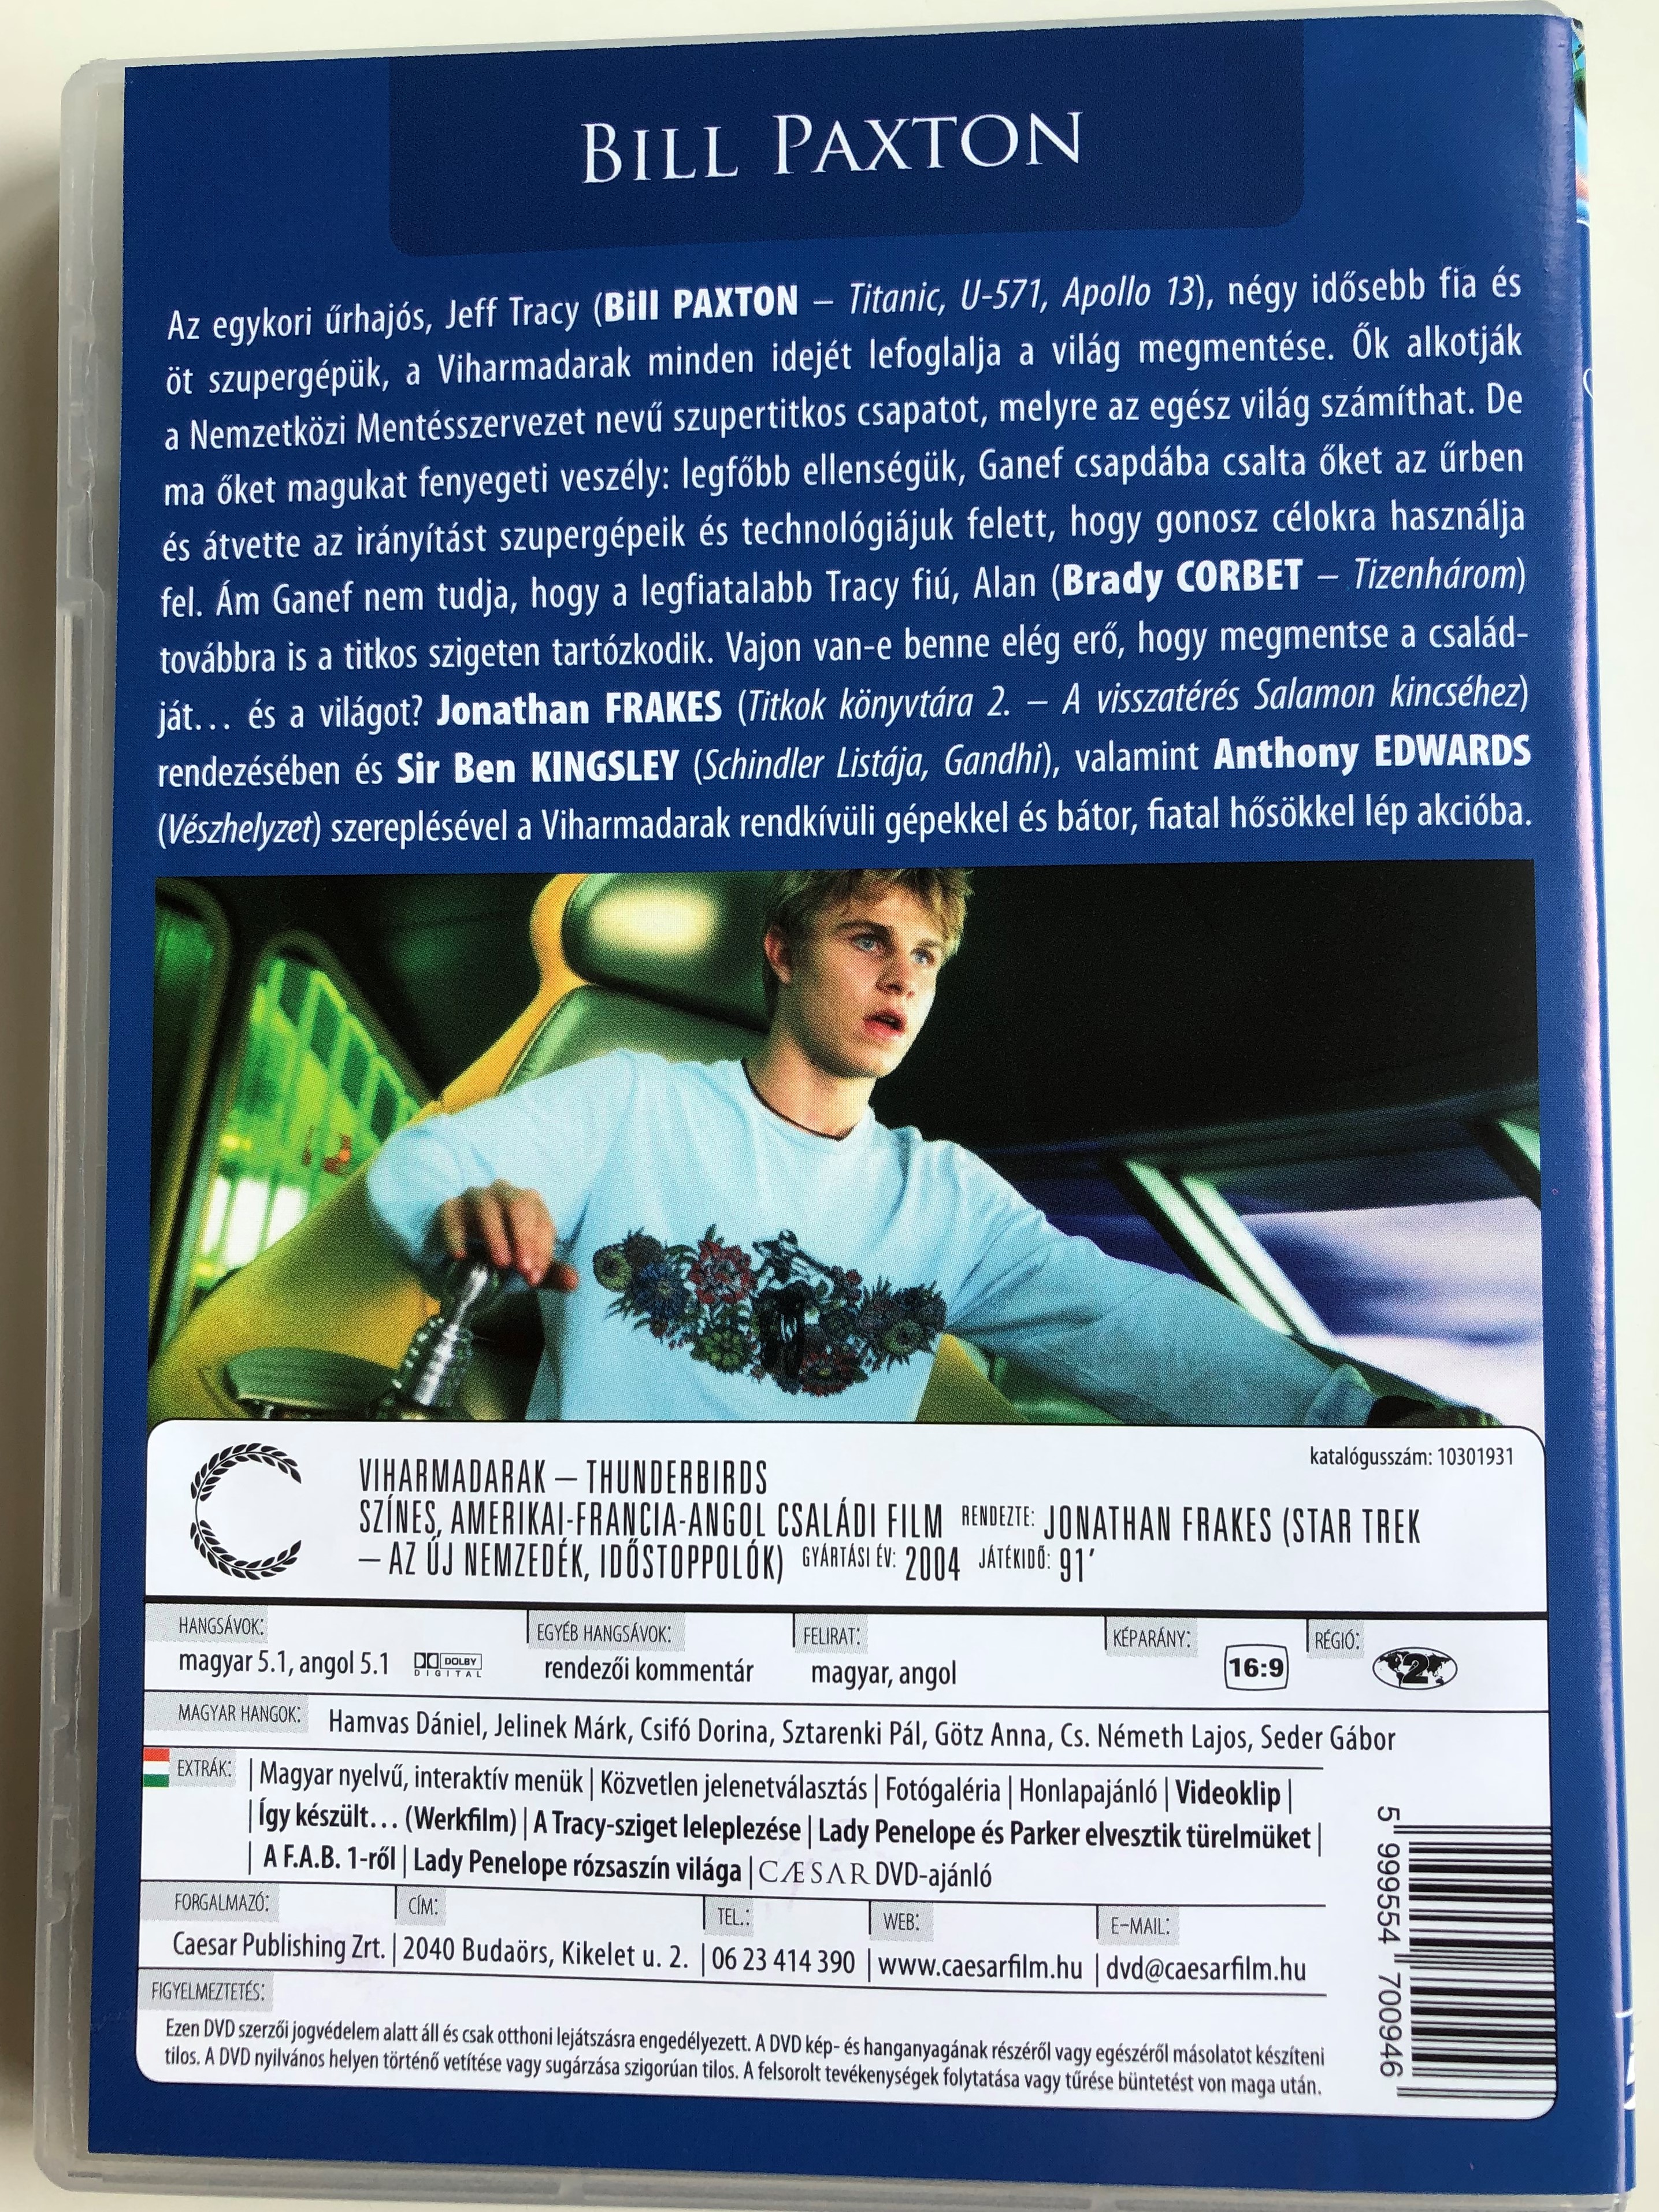 BILL PAXTON
Az egykori űrhajós, Jeff Tracy (Bill PAXTON – Titanic, U-571, Apollo 13), négy idősebb fia és
öt szupergépük, a Viharmadarak minden idejét lefoglalja a világ megmentése. Ők alkotják
a Nemzetközi Mentésszervezet nevű szupertitkos csapatot, melyre az egész világ számíthat. De
ma őket magukat fenyegeti veszély: legfőbb ellenségük, Ganef csapdába csalta őket az űrben
és átvette az irányítást szupergépeik és technológiájuk felett, hogy gonosz célokra használja
fel. Ám Ganef nem tudja, hogy a legfiatalabb Tracy fiú, Alan (Brady CORBET – Tizenhárom)
továbbra is a titkos szigeten tartózkodik. Vajon van-e benne elég erő, hogy megmentse a család-
ját… és a világot? Jonathan FRAKES (Titkok könyvtára 2. – A visszatérés Salamon kincséhez)
rendezésében és Sir Ben KINGSLEY (Schindler Listája, Gandhi), valamint Anthony EDWARDS
(Vészhelyzet) szereplésével a Viharmadarak rendkívüli gépekkel és bátor, fiatal hősökkel lép akcióba.
katalógusszám: 10301931
VIHARMADARAK – THUNDERBIRDS
SZÍNES, AMERIKAI-FRANCIA-ANGOL CSALÁDI FILM RENDEZTE: JONATHAN FRAKES (STAR TREK
– AZ ÚJ NEMZEDÉK, IDŐSTOPPOLÓK) GYÁRTÁSI ÉV: 2004 JÁTÉKIDŐ: 91'
HANGSÁVOK: EGYÉB HANGSÁVOK: FELIRAT: KÉPARÁNY: RÉGIÓ:
magyar 5.1, angol 5.1 DOLBY DIGITAL rendezői kommentár magyar, angol 16:9 2
MAGYAR HANGOK: Hamvas Dániel, Jelinek Márk, Csifó Dorina, Sztarenki Pál, Götz Anna, Cs. Németh Lajos, Seder Gábor
EXTRÁK: | Magyar nyelvű, interaktív menük | Közvetlen jelenetválasztás | Fotógaléria | Honlapajánló | Videoklip |
| Így készült… (Werkfilm) | A Tracy-sziget leleplezése | Lady Penelope és Parker elvesztik türelmüket |
| A F.A.B. 1-ről | Lady Penelope rózsaszín világa | CÆSAR DVD-ajánló
FORGALMAZÓ: CÍM: TEL.: WEB: E-MAIL:
Caesar Publishing Zrt. | 2040 Budaörs, Kikelet u. 2. | 06 23 414 390 | www.caesarfilm.hu | dvd@caesarfilm.hu
FIGYELMEZTETÉS:
Ezen DVD szerzői jogvédelem alatt áll és csak otthoni lejátszásra engedélyezett. A DVD kép- és hanganyagának részéről vagy egészéről másolatot készíteni
tilos. A DVD nyilvános helyen történő vetítése vagy sugárzása szigorúan tilos. A felsorolt tevékenységek folytatása vagy tűrése büntetést von maga után.
5 999554 700946